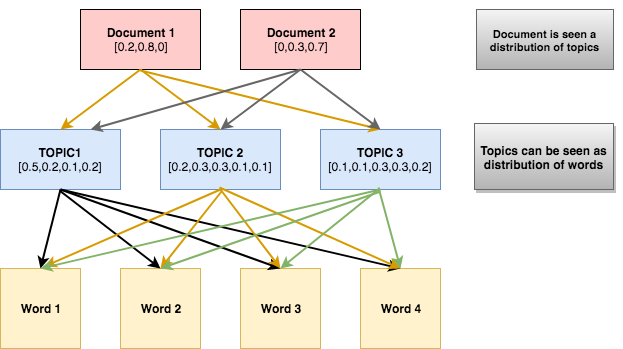 Document 1
[0.2,0.8,0]
Document 2
[0,0.3,0.7]
Document is seen a
distribution of topics
TOPIC1
[0.5,0.2,0.1,0.2]
TOPIC 2
[0.2,0.3,0.3,0.1,0.1]
TOPIC 3
[0.1,0.1,0.3,0.3,0.2]
Topics can be seen as
distribution of words
Word 1
Word 2
Word 3
Word 4